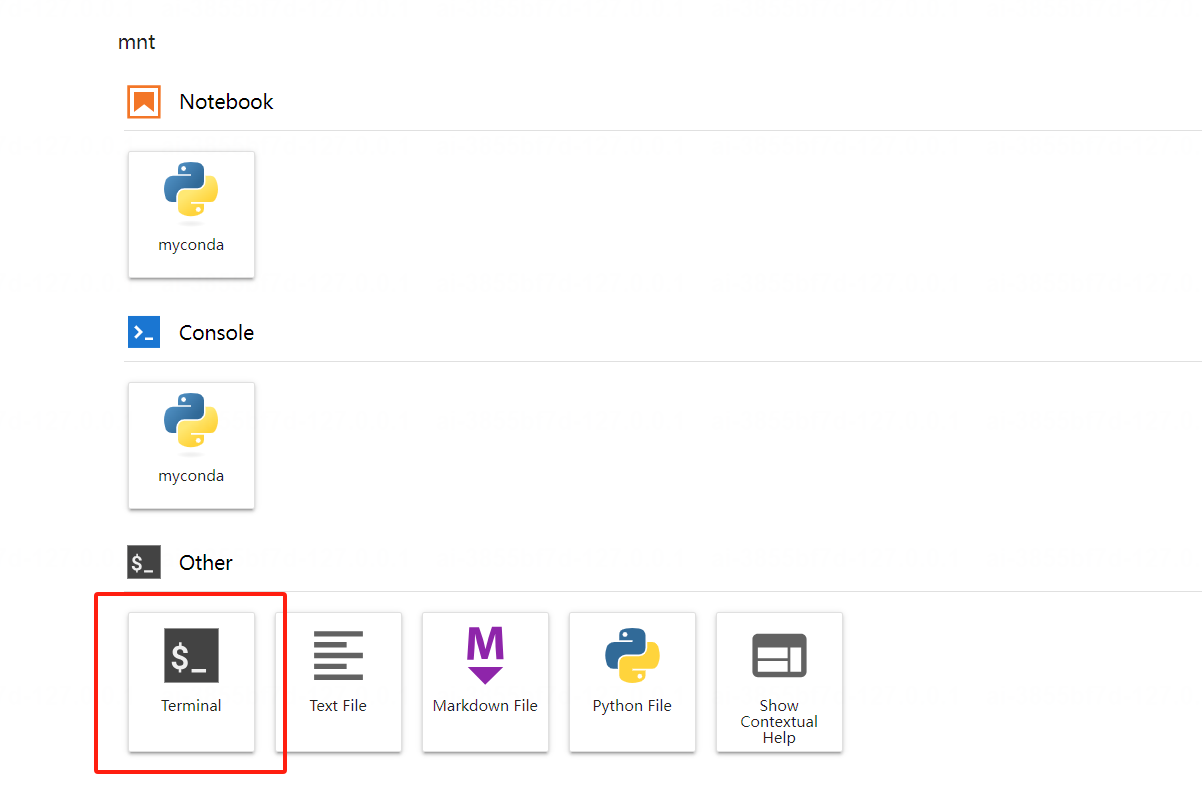 mnt
Notebook
myconda
Console
myconda
$_ Other
$_
Terminal
Text File
M
Markdown File
Python File
Show
Contextual
Help